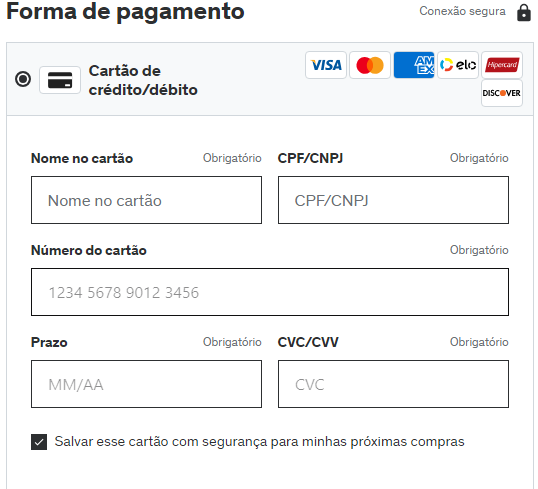 Forma de pagamento
Conexão segura
Cartão de
crédito/débito
VISA
AM
EX
elo
Hipercard
DISCOVER
Nome no cartão Obrigatório
CPF/CNPJ Obrigatório
Nome no cartão
CPF/CNPJ
Número do cartão Obrigatório
1234 5678 9012 3456
Prazo Obrigatório
CVC/CVV Obrigatório
MM/AA
CVC
Salvar esse cartão com segurança para minhas próximas compras